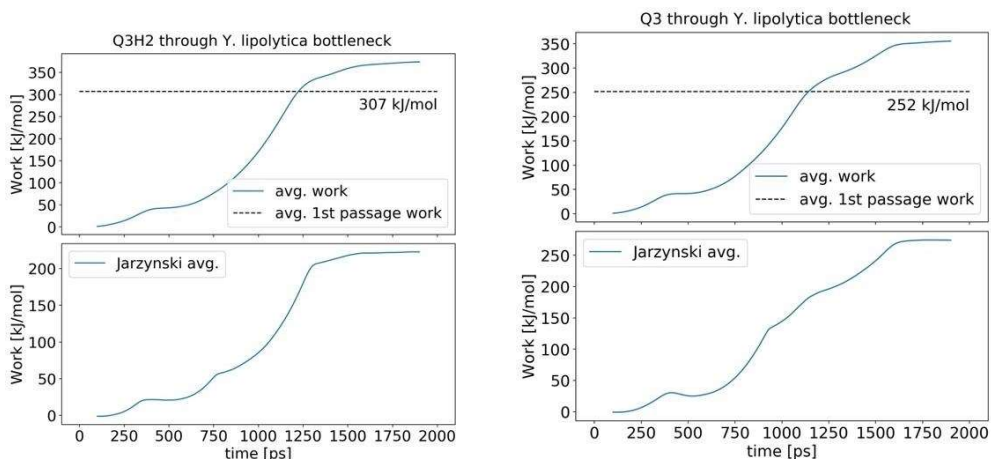 Q3H2 through Y. lipolytica bottleneck
Work [kJ/mol]
350
300
250
200
150
100
50
0
307 kJ/mol
avg. work
avg. 1st passage work
Work [kJ/mol]
200
150
100
50
0
Jarzynski avg.
0 250 500 750 1000 1250 1500 1750 2000
time [ps]
Q3 through Y. lipolytica bottleneck
Work [kJ/mol]
350
300
250
200
150
100
50
0
252 kJ/mol
avg. work
avg. 1st passage work
Work [kJ/mol]
250
200
150
100
50
0
Jarzynski avg.
0 250 500 750 1000 1250 1500 1750 2000
time [ps]